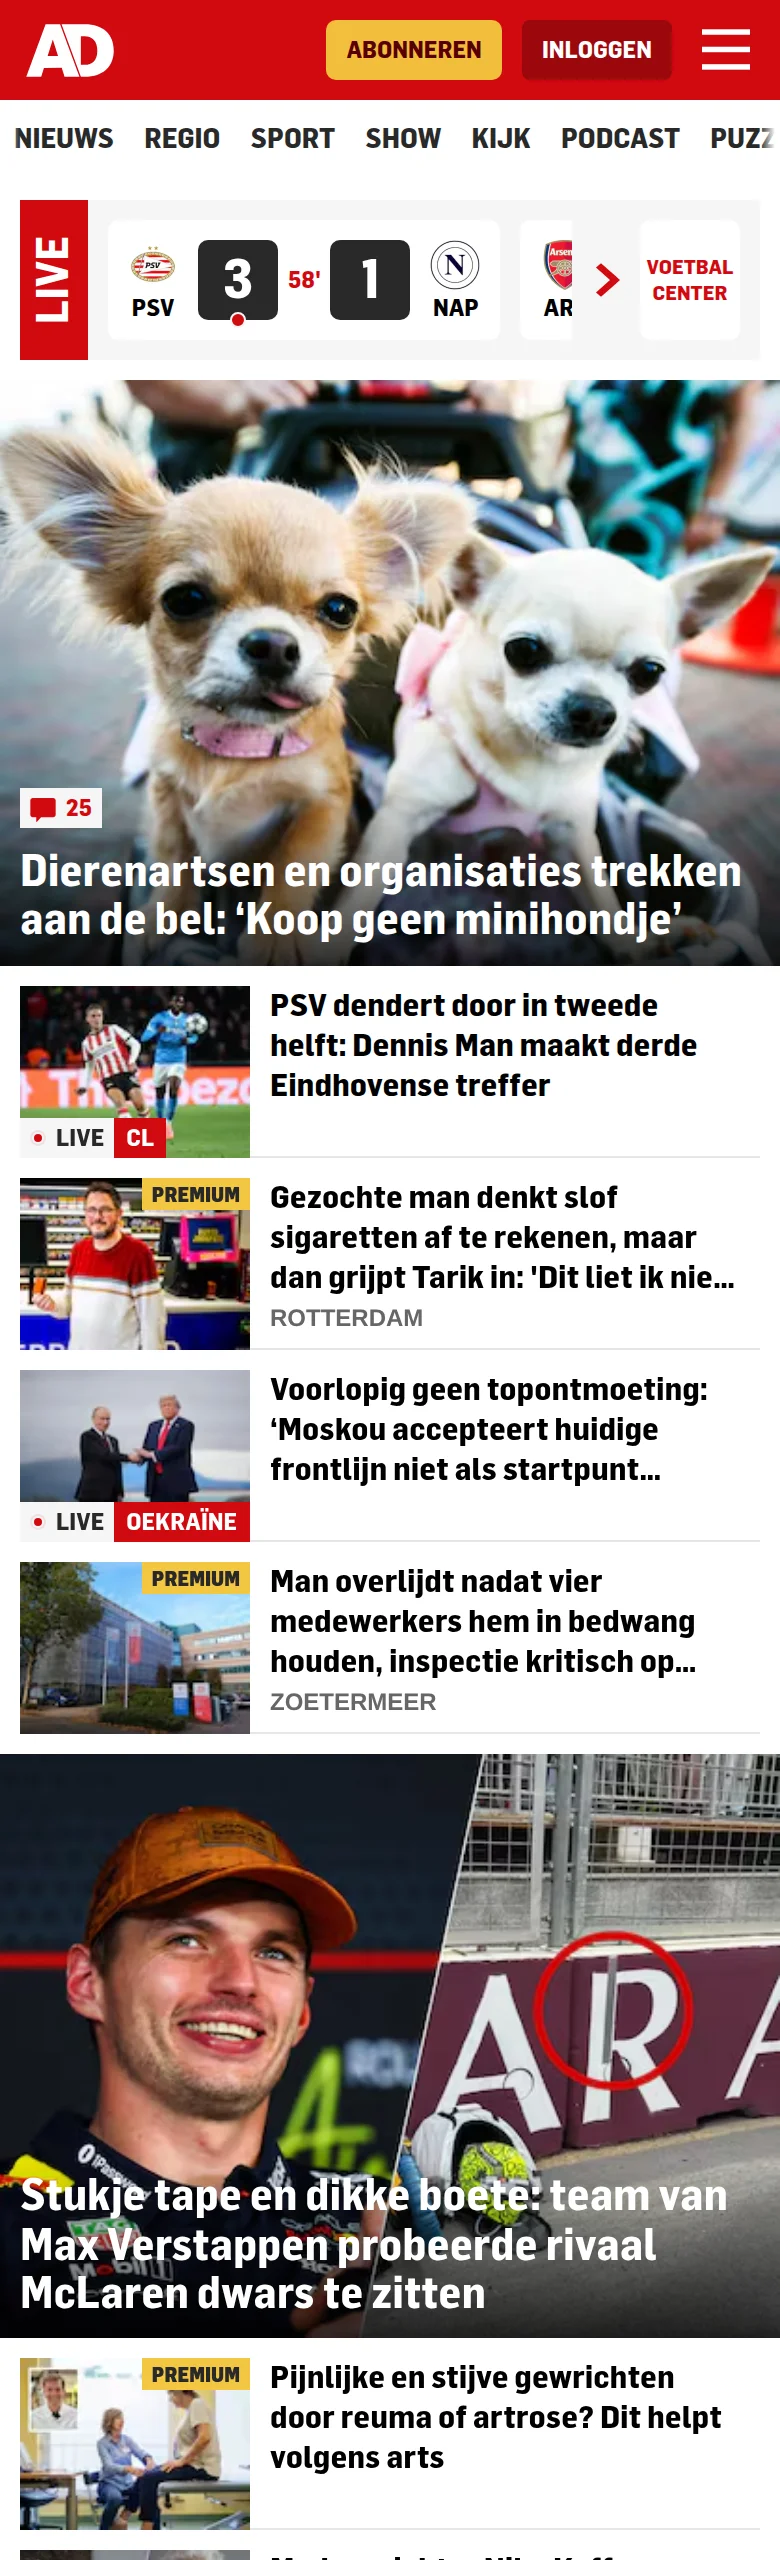 AD
ABONNEREN
INLOGGEN
NIEUWS REGIO SPORT SHOW KIJK PODCAST PUZZ
LIVE
PSV
3
58'
1
N
NAP
Arsen
AR
VOETBAL
CENTER
PSV
25
Dierenartsen en organisaties trekken
aan de bel: ‘Koop geen minihondje’
PSV dendert door in tweede
helft: Dennis Man maakt derde
Eindhovense treffer
LIVE CL
PREMIUM
Gezochte man denkt slof
sigaretten af te rekenen, maar
dan grijpt Tarik in: 'Dit liet ik nie...
ROTTERDAM
Voorlopig geen topontmoeting:
‘Moskou accepteert huidige
frontlijn niet als startpunt...
LIVE OEKRAÏNE
PREMIUM
Man overlijdt nadat vier
medewerkers hem in bedwang
houden, inspectie kritisch op...
ZOETERMEER
ARA
Stukje tape en dikke boete: team van
Max Verstappen probeerde rivaal
McLaren dwars te zitten
Mobil 1
PREMIUM
Pijnlijke en stijve gewrichten
door reuma of artrose? Dit helpt
volgens arts